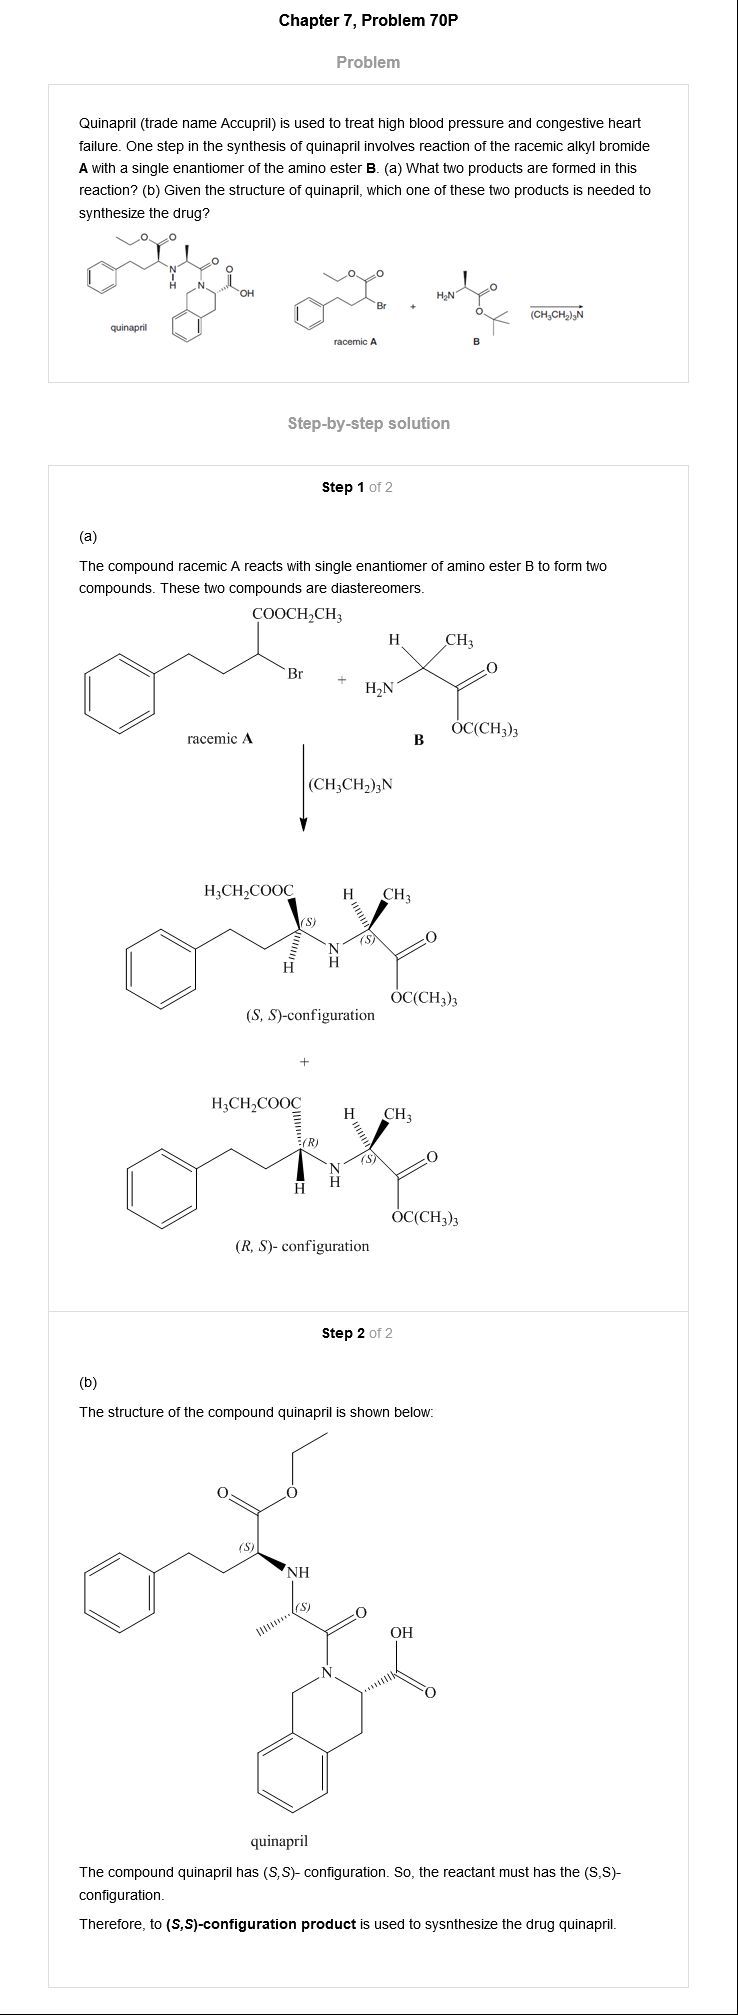 Chapter 7, Problem 70P
Problem
Quinapril (trade name Accupril) is used to treat high blood pressure and congestive heart
failure. One step in the synthesis of quinapril involves reaction of the racemic alkyl bromide
A with a single enantiomer of the amino ester B. (a) What two products are formed in this
reaction? (b) Given the structure of quinapril, which one of these two products is needed to
synthesize the drug?
O O
N
H
O
N
O
OH
quinapril
O O
Br
racemic A
+
H₂N
O
O
B
(CH₃CH₂)₃N
Step-by-step solution
Step 1 of 2
(a)
The compound racemic A reacts with single enantiomer of amino ester B to form two
compounds. These two compounds are diastereomers.
COOCH₂CH₃
Br
racemic A
+
H CH₃
H₂N
O
OC(CH₃)₃
B
(CH₃CH₂)₃N
H₃CH₂COOC
H CH₃
(S)
(S)
O
H
N
H
OC(CH₃)₃
(S, S)-configuration
+
H₃CH₂COOC
H CH₃
(R)
(S)
O
H
N
H
OC(CH₃)₃
(R, S)- configuration
Step 2 of 2
(b)
The structure of the compound quinapril is shown below:
O O
(S)
NH
(S)
O
OH
N
O
quinapril
The compound quinapril has (S,S)- configuration. So, the reactant must has the (S,S)-
configuration.
Therefore, to (S,S)-configuration product is used to sysnthesize the drug quinapril.